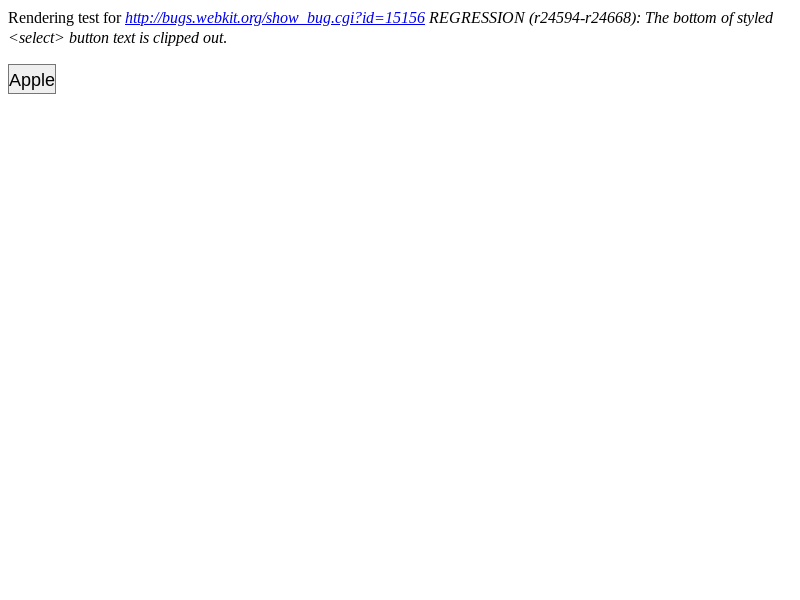 Rendering test for http://bugs.webkit.org/show_bug.cgi?id=15156 REGRESSION (r24594-r24668): The bottom of styled
<select> button text is clipped out.
Apple